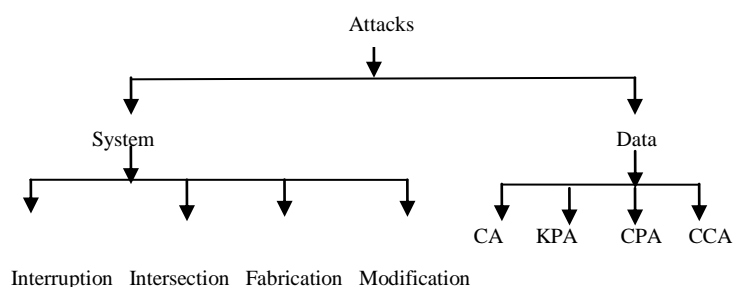 Attacks
System Data
CA KPA CPA CCA
Interruption Intersection Fabrication Modification